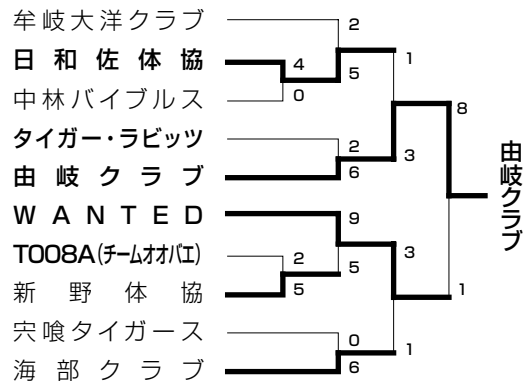 牟岐大洋クラブ
日和佐体協
中林バイブルス
タイガー・ラビッツ
由岐クラブ
WANTED
TOO8A(チームオオバエ)
新野体協
宍喰タイガース
海部クラブ
2
4
0
5
2
6
9
2
5
5
0
6
1
3
3
1
8
1
由岐クラブ